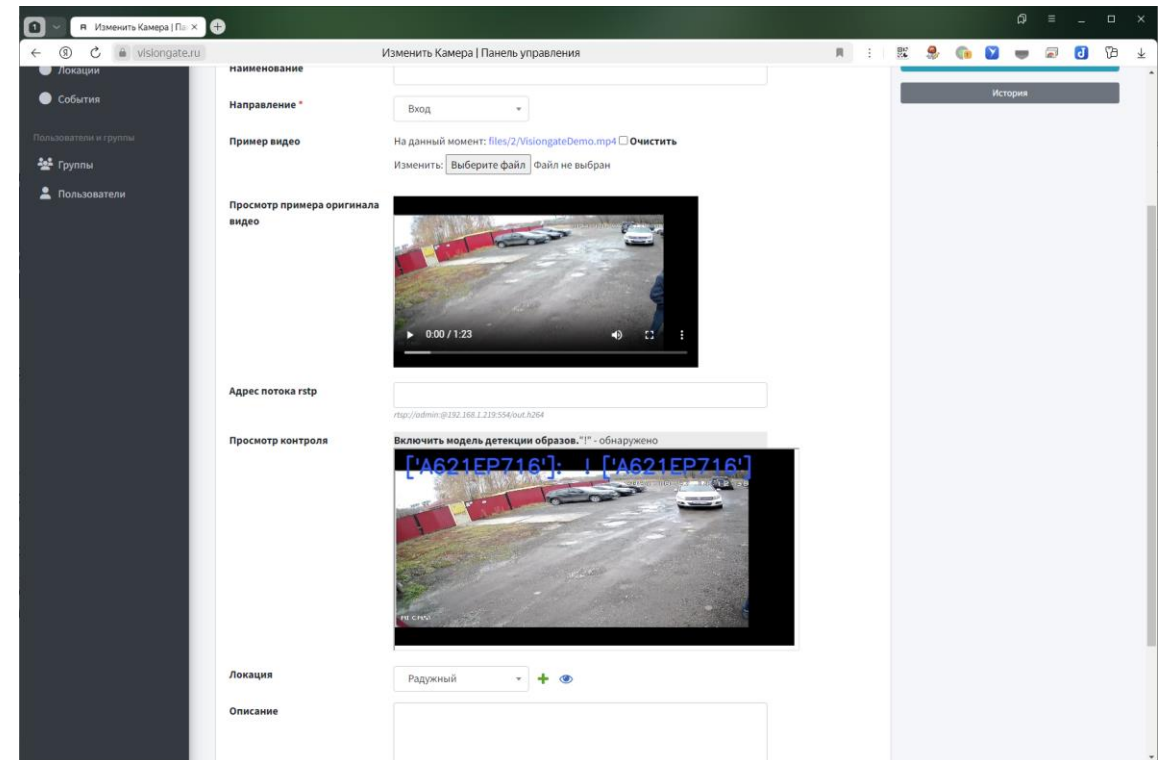 1
Изменить Камера | Па
visiongate.ru
Изменить Камера | Панель управления
Локации
События
Пользователи и группы
Группы
Пользователи
Наименование
Направление *
Вход
Пример видео
На данный момент: files/2/VisiongateDemo.mp4 Очистить
Изменить: Выберите файл Файл не выбран
Просмотр примера оригинала
видео
0:00 / 1:23
Адрес потока rstp
rtsp://admin:@192.168.1.219:554/out.h264
Просмотр контроля
Включить модель детекции образов."!" - обнаружено
['A621EP716']: ! ['A621EP716']
Локация
Радужный
Описание
История